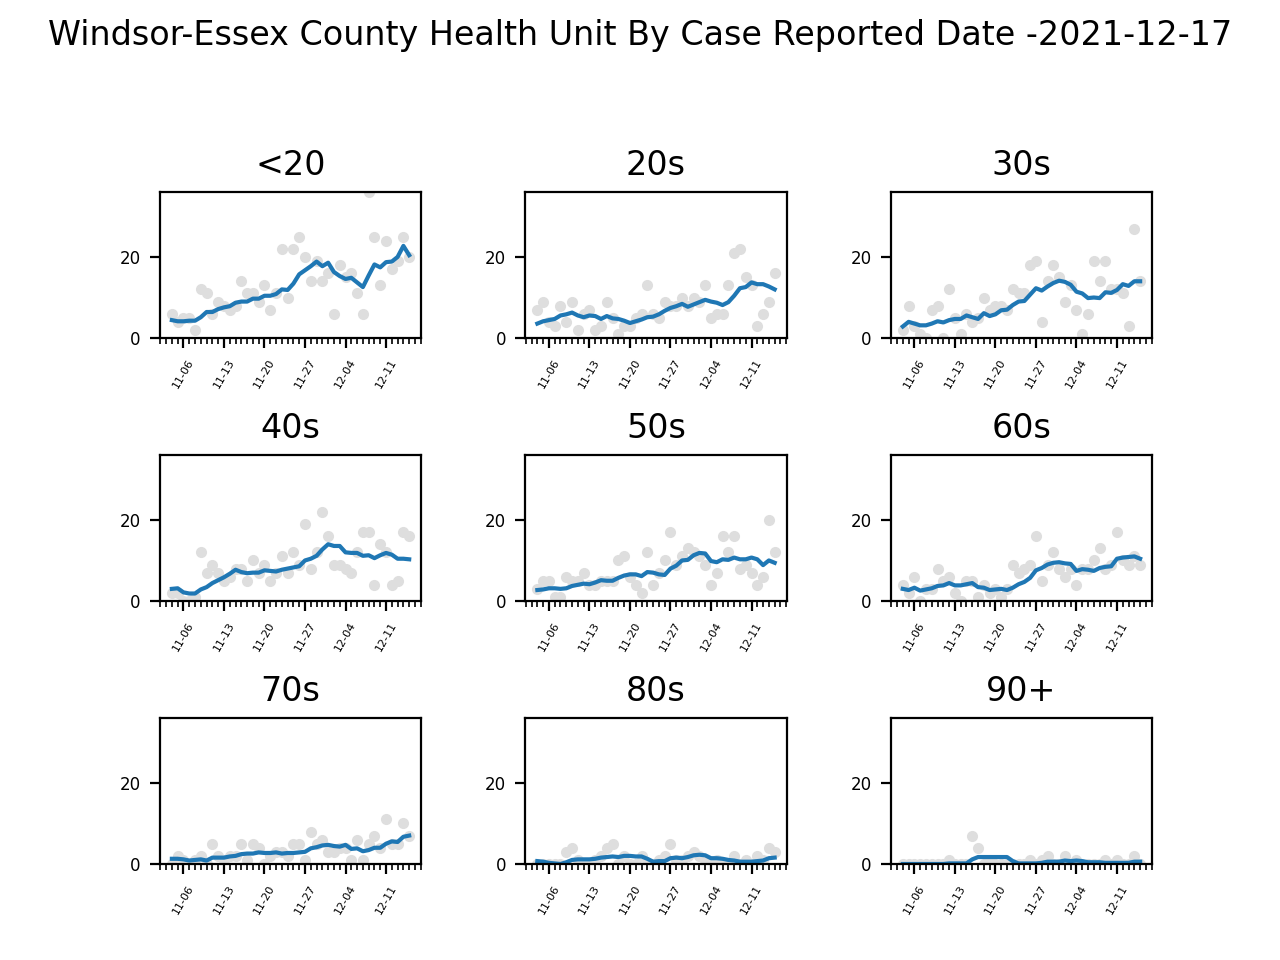 Windsor-Essex County Health Unit By Case Reported Date -2021-12-17
<20 20s 30s
20 20 20
0 0 0
11-06 11-13 11-20 11-27 12-04 12-11 11-06 11-13 11-20 11-27 12-04 12-11 11-06 11-13 11-20 11-27 12-04 12-11
40s 50s 60s
20 20 20
0 0 0
11-06 11-13 11-20 11-27 12-04 12-11 11-06 11-13 11-20 11-27 12-04 12-11 11-06 11-13 11-20 11-27 12-04 12-11
70s 80s 90+
20 20 20
0 0 0
11-06 11-13 11-20 11-27 12-04 12-11 11-06 11-13 11-20 11-27 12-04 12-11 11-06 11-13 11-20 11-27 12-04 12-11